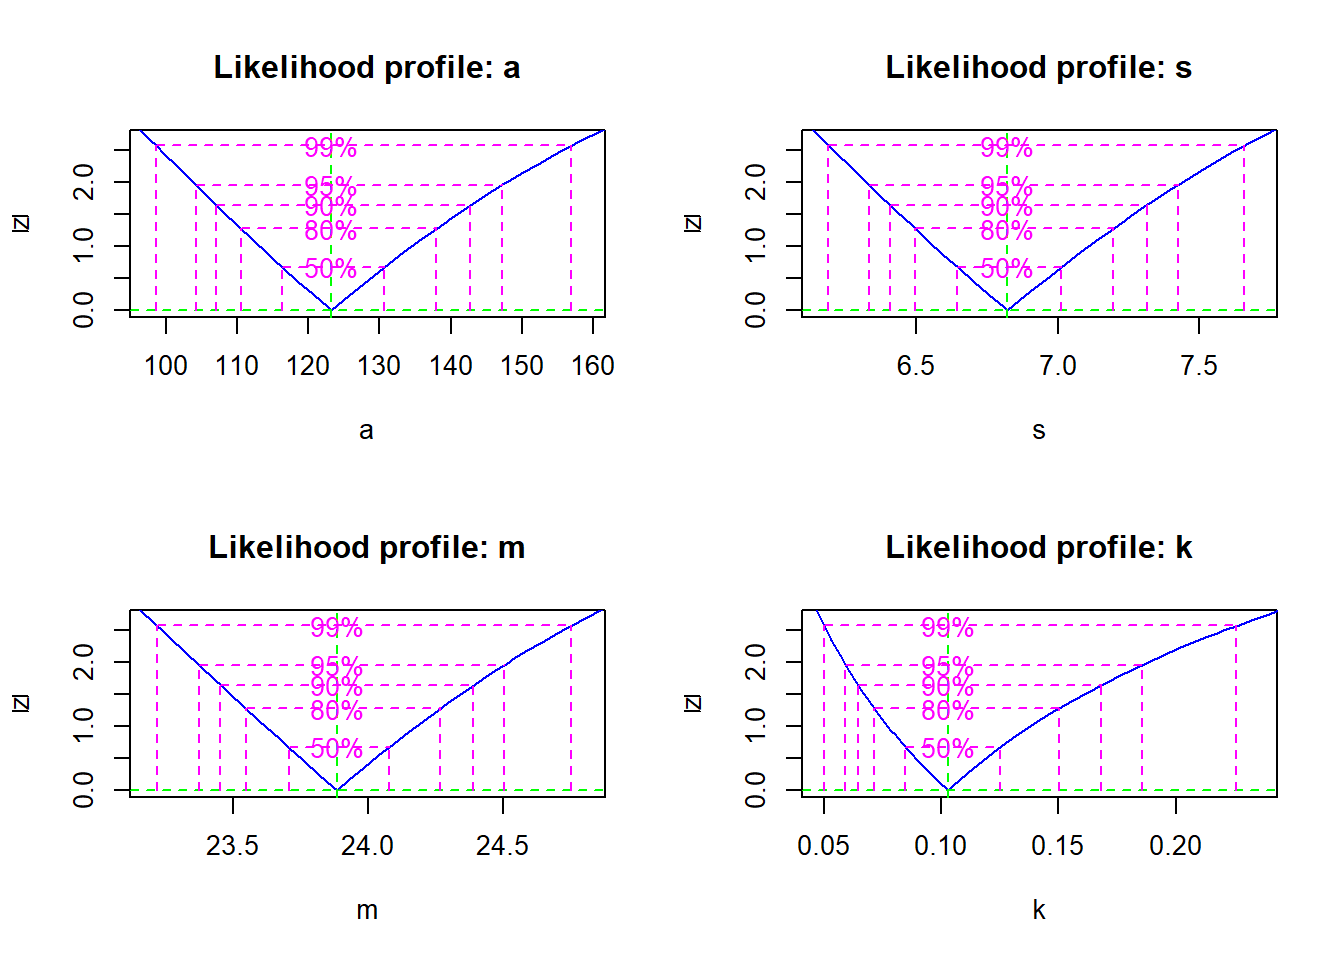 Likelihood profile: a
|z|
0.0 1.0 2.0
99%
95%
90%
80%
50%
100 110 120 130 140 150 160
a
Likelihood profile: s
|z|
0.0 1.0 2.0
99%
95%
90%
80%
50%
6.5 7.0 7.5
s
Likelihood profile: m
|z|
0.0 1.0 2.0
99%
95%
90%
80%
50%
23.5 24.0 24.5
m
Likelihood profile: k
|z|
0.0 1.0 2.0
99%
95%
90%
80%
50%
0.05 0.10 0.15 0.20
k